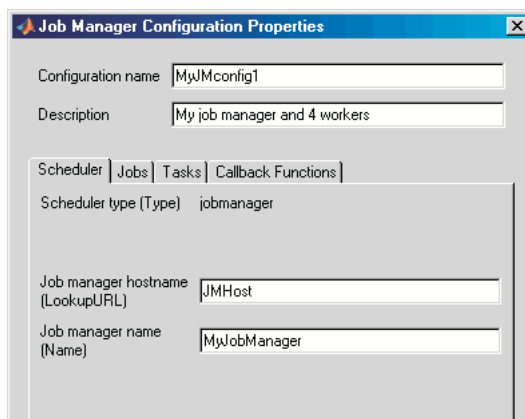 Job Manager Configuration Properties
Configuration name MyJMconfig1
Description My job manager and 4 workers
Scheduler Jobs Tasks Callback Functions
Scheduler type (Type) jobmanager
Job manager hostname
(LookupURL) JMHost
Job manager name
(Name) MyJobManager